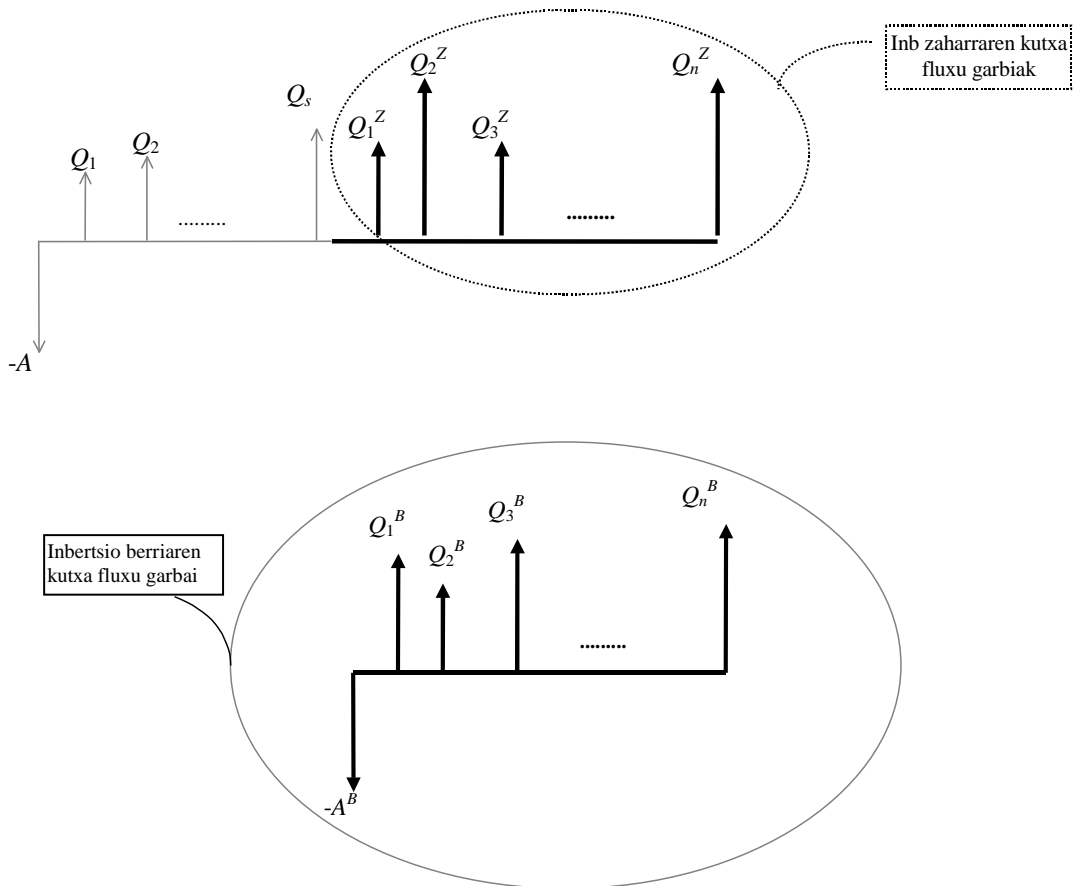 Inb zaharraren kutxa
fluxu garbiak
Q₂ᶻ
Qₙᶻ
Qₛ
Q₁ᶻ
Q₃ᶻ
Q₁
Q₂
.........
.........
-A
Q₁ᴮ
Q₂ᴮ
Q₃ᴮ
Qₙᴮ
Inbertsio berriaren
kutxa fluxu garbai
.........
-Aᴮ